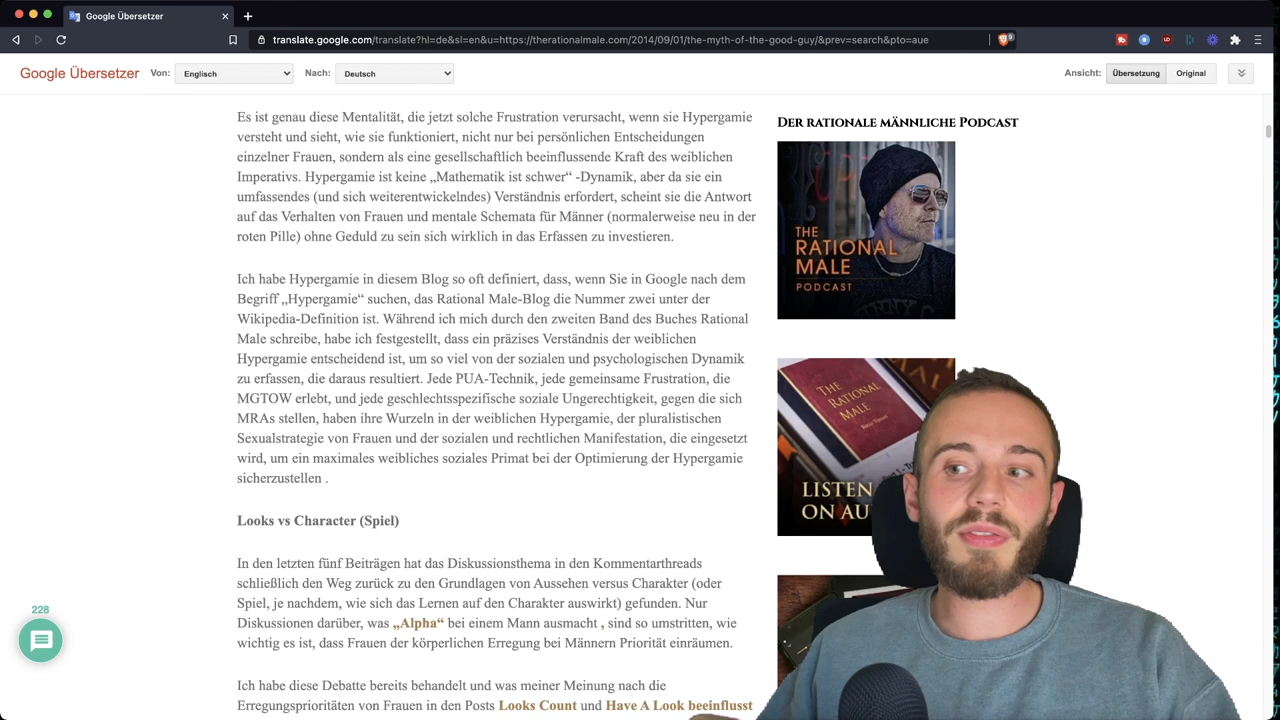 Google Übersetzer
translate.google.com/translate?hl=de&sl=en&u=https://therationalmale.com/2014/09/01/the-myth-of-the-good-guy/&prev=search&pto=aue
Google Übersetzer
Von:
Englisch
Nach:
Deutsch
Ansicht:
Übersetzung
Original
Es ist genau diese Mentalität, die jetzt solche Frustration verursacht, wenn sie Hypergamie
versteht und sieht, wie sie funktioniert, nicht nur bei persönlichen Entscheidungen
einzelner Frauen, sondern als eine gesellschaftlich beeinflussende Kraft des weiblichen
Imperativs. Hypergamie ist keine „Mathematik ist schwer“ -Dynamik, aber da sie ein
umfassendes (und sich weiterentwickelndes) Verständnis erfordert, scheint sie die Antwort
auf das Verhalten von Frauen und mentale Schemata für Männer (normalerweise neu in der
roten Pille) ohne Geduld zu sein sich wirklich in das Erfassen zu investieren.
Ich habe Hypergamie in diesem Blog so oft definiert, dass, wenn Sie in Google nach dem
Begriff „Hypergamie“ suchen, das Rational Male-Blog die Nummer zwei unter der
Wikipedia-Definition ist. Während ich mich durch den zweiten Band des Buches Rational
Male schreibe, habe ich festgestellt, dass ein präzises Verständnis der weiblichen
Hypergamie entscheidend ist, um so viel von der sozialen und psychologischen Dynamik
zu erfassen, die daraus resultiert. Jede PUA-Technik, jede gemeinsame Frustration, die
MGTOW erlebt, und jede geschlechtsspezifische soziale Ungerechtigkeit, gegen die sich
MRAs stellen, haben ihre Wurzeln in der weiblichen Hypergamie, der pluralistischen
Sexualstrategie von Frauen und der sozialen und rechtlichen Manifestation, die eingesetzt
wird, um ein maximales weibliches soziales Primat bei der Optimierung der Hypergamie
sicherzustellen .
Looks vs Character (Spiel)
In den letzten fünf Beiträgen hat das Diskussionsthema in den Kommentarthreads
schließlich den Weg zurück zu den Grundlagen von Aussehen versus Charakter (oder
Spiel, je nachdem, wie sich das Lernen auf den Charakter auswirkt) gefunden. Nur
Diskussionen darüber, was „Alpha“ bei einem Mann ausmacht , sind so umstritten, wie
wichtig es ist, dass Frauen der körperlichen Erregung bei Männern Priorität einräumen.
Ich habe diese Debatte bereits behandelt und was meiner Meinung nach die
Erregungsprioritäten von Frauen in den Posts Looks Count und Have A Look beeinflusst
228
Der rationale männliche Podcast
THE
RATIONAL
MALE
PODCAST
THE
RATIONAL
MALE
LISTEN
ON AU